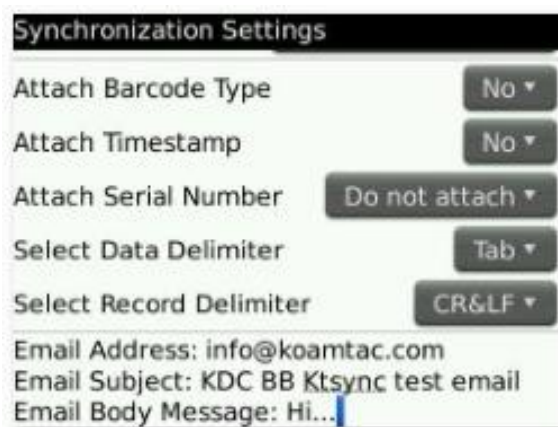 Synchronization Settings
Attach Barcode Type No
Attach Timestamp No
Attach Serial Number Do not attach
Select Data Delimiter Tab
Select Record Delimiter CR&LF
Email Address: info@koamtac.com
Email Subject: KDC BB Ktsync test email
Email Body Message: Hi...